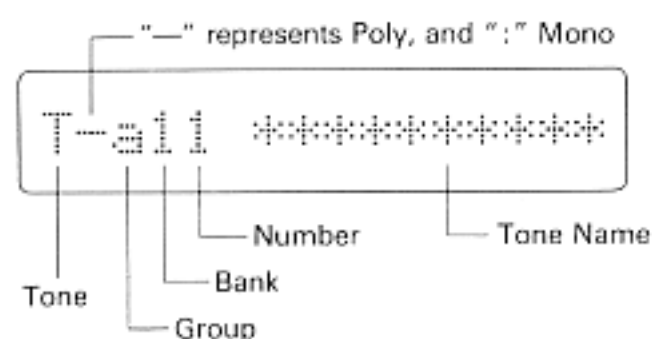 “—” represents Poly, and “:” Mono
T-a11 **********
Number
Tone Name
Bank
Tone
Group